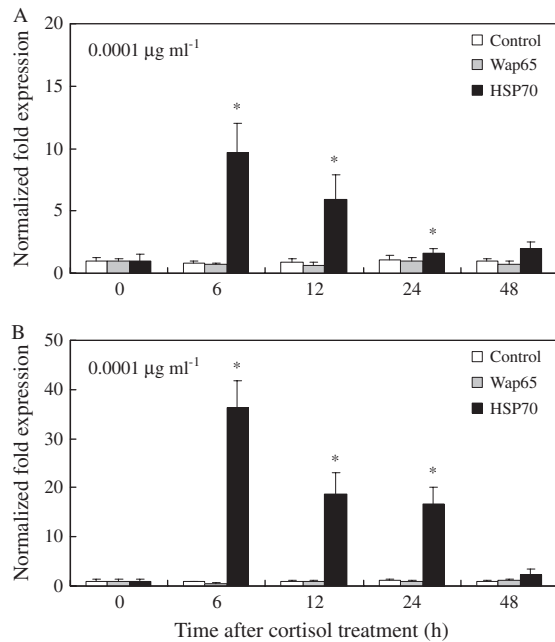 A
20
0.0001 µg ml-1
Control
Wap65
HSP70
15
10
5
0
Normalized fold expression
*
*
*
0 6 12 24 48
B
50
0.0001 µg ml-1
Control
Wap65
HSP70
40
30
20
10
0
Normalized fold expression
*
*
*
0 6 12 24 48
Time after cortisol treatment (h)